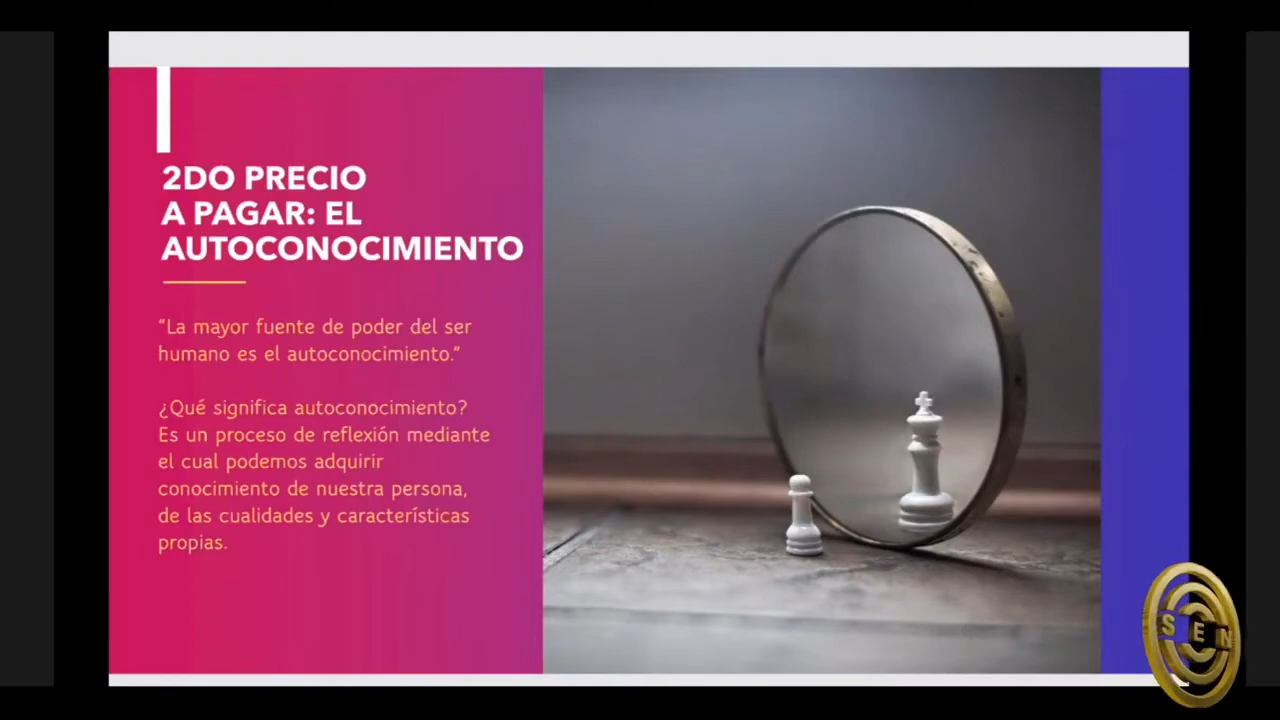 2DO PRECIO
A PAGAR: EL
AUTOCONOCIMIENTO
“La mayor fuente de poder del ser
humano es el autoconocimiento.”
¿Qué significa autoconocimiento?
Es un proceso de reflexión mediante
el cual podemos adquirir
conocimiento de nuestra persona,
de las cualidades y características
propias.
SEN